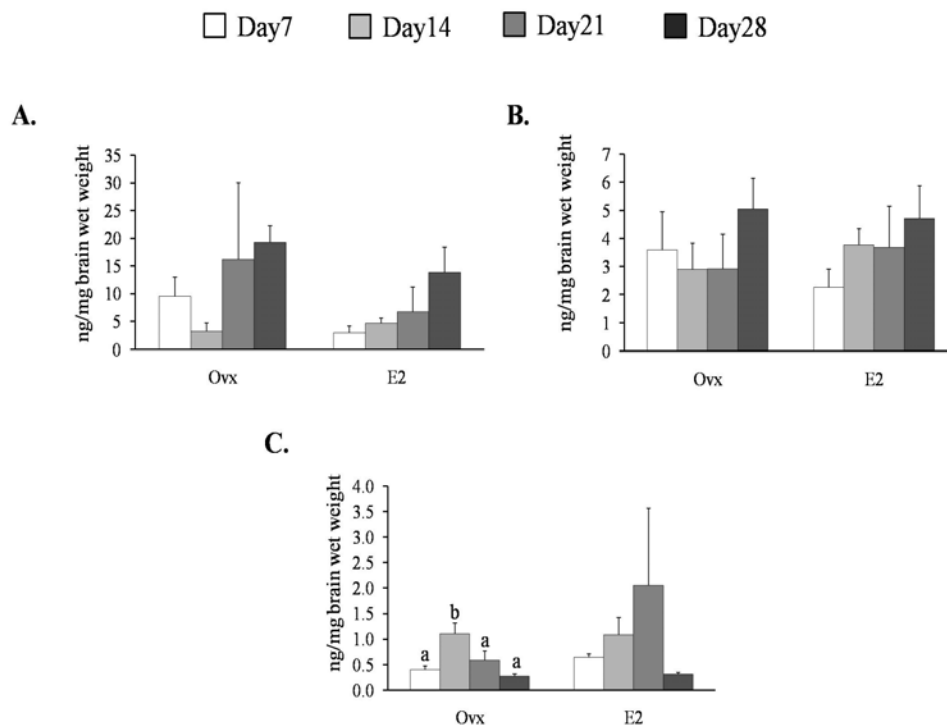 Day7 Day14 Day21 Day28
A.
ng/mg brain wet weight
35
30
25
20
15
10
5
0
Ovx E2
B.
ng/mg brain wet weight
7
6
5
4
3
2
1
0
Ovx E2
C.
ng/mg brain wet weight
4.0
3.5
3.0
2.5
2.0
1.5
1.0
0.5
0.0
a b a a
Ovx E2